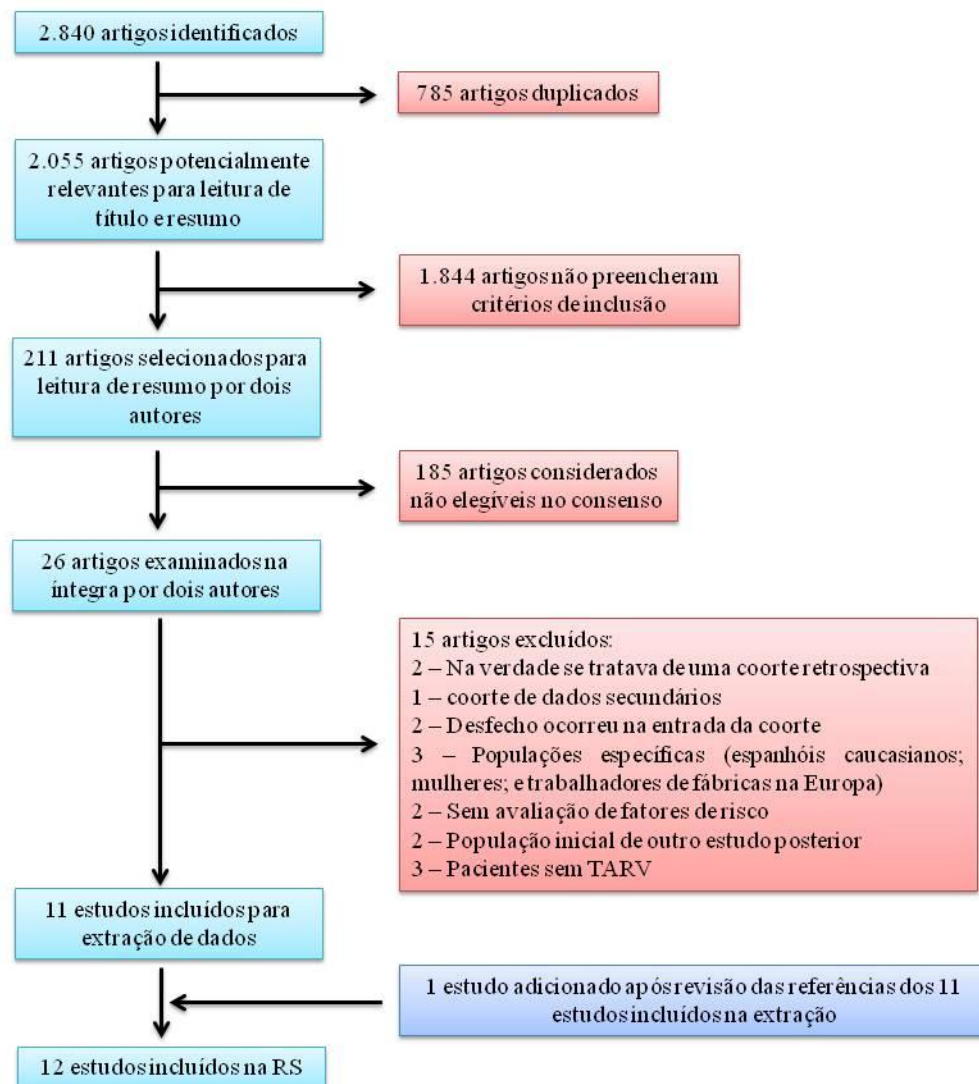 2.840 artigos identificados
785 artigos duplicados
2.055 artigos potencialmente
relevantes para leitura de
título e resumo
1.844 artigos não preencheram
critérios de inclusão
211 artigos selecionados para
leitura de resumo por dois
autores
185 artigos considerados
não elegíveis no consenso
26 artigos examinados na
íntegra por dois autores
15 artigos excluídos:
2 – Na verdade se tratava de uma coorte retrospectiva
1 – coorte de dados secundários
2 – Desfecho ocorreu na entrada da coorte
3 – Populações específicas (espanhóis caucasianos;
mulheres; e trabalhadores de fábricas na Europa)
2 – Sem avaliação de fatores de risco
2 – População inicial de outro estudo posterior
3 – Pacientes sem TARV
11 estudos incluídos para
extração de dados
1 estudo adicionado após revisão das referências dos 11
estudos incluídos na extração
12 estudos incluídos na RS